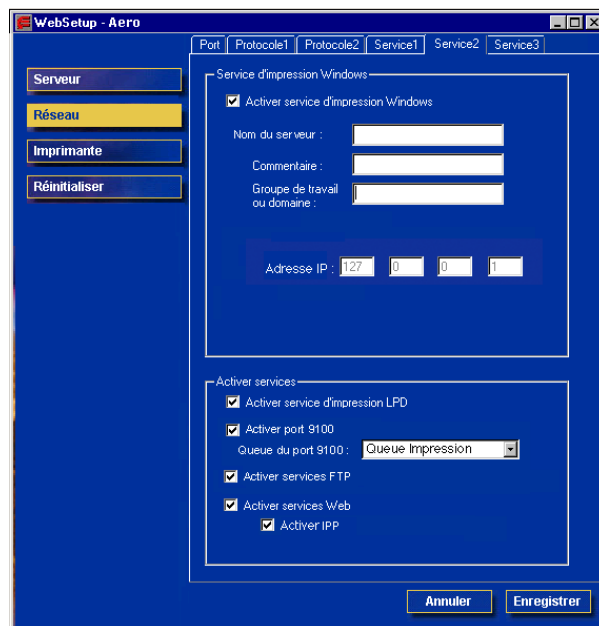 WebSetup - Aero
Port Protocole1 Protocole2 Service1 Service2 Service3
Serveur
Réseau
Imprimante
Réinitialiser
Service d'impression Windows
Activer service d'impression Windows
Nom du serveur :
Commentaire :
Groupe de travail
ou domaine :
Adresse IP : 127 0 0 1
Activer services
Activer service d'impression LPD
Activer port 9100
Queue du port 9100 : Queue Impression
Activer services FTP
Activer services Web
Activer IPP
Annuler Enregistrer